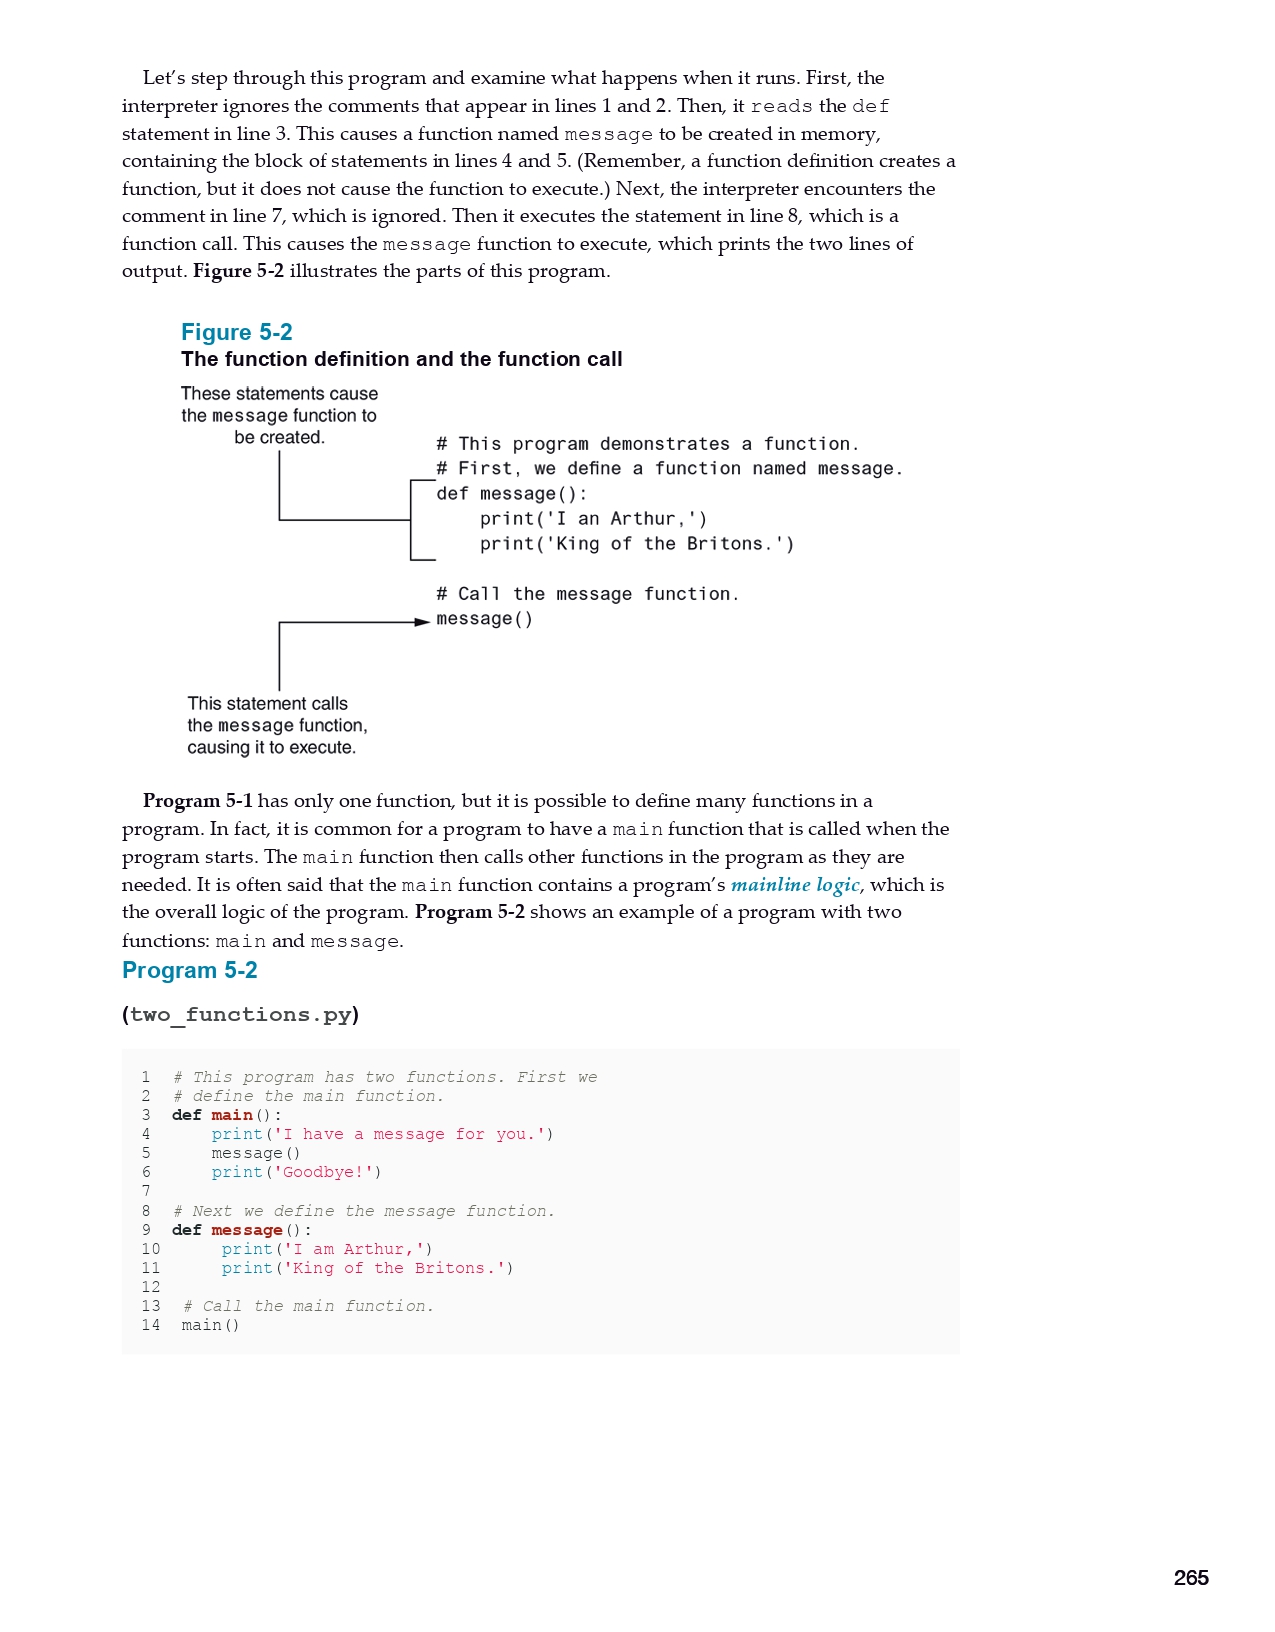 Let’s step through this program and examine what happens when it runs. First, the
interpreter ignores the comments that appear in lines 1 and 2. Then, it reads the def
statement in line 3. This causes a function named message to be created in memory,
containing the block of statements in lines 4 and 5. (Remember, a function definition creates a
function, but it does not cause the function to execute.) Next, the interpreter encounters the
comment in line 7, which is ignored. Then it executes the statement in line 8, which is a
function call. This causes the message function to execute, which prints the two lines of
output. Figure 5-2 illustrates the parts of this program.
Figure 5-2
The function definition and the function call
These statements cause
the message function to
be created.
# This program demonstrates a function.
# First, we define a function named message.
def message():
    print('I an Arthur,')
    print('King of the Britons.')
# Call the message function.
message()
This statement calls
the message function,
causing it to execute.
Program 5-1 has only one function, but it is possible to define many functions in a
program. In fact, it is common for a program to have a main function that is called when the
program starts. The main function then calls other functions in the program as they are
needed. It is often said that the main function contains a program’s mainline logic, which is
the overall logic of the program. Program 5-2 shows an example of a program with two
functions: main and message.
Program 5-2
(two_functions.py)
1  # This program has two functions. First we
2  # define the main function.
3  def main():
4      print('I have a message for you.')
5      message()
6      print('Goodbye!')
7
8  # Next we define the message function.
9  def message():
10      print('I am Arthur,')
11      print('King of the Britons.')
12
13  # Call the main function.
14  main()
265